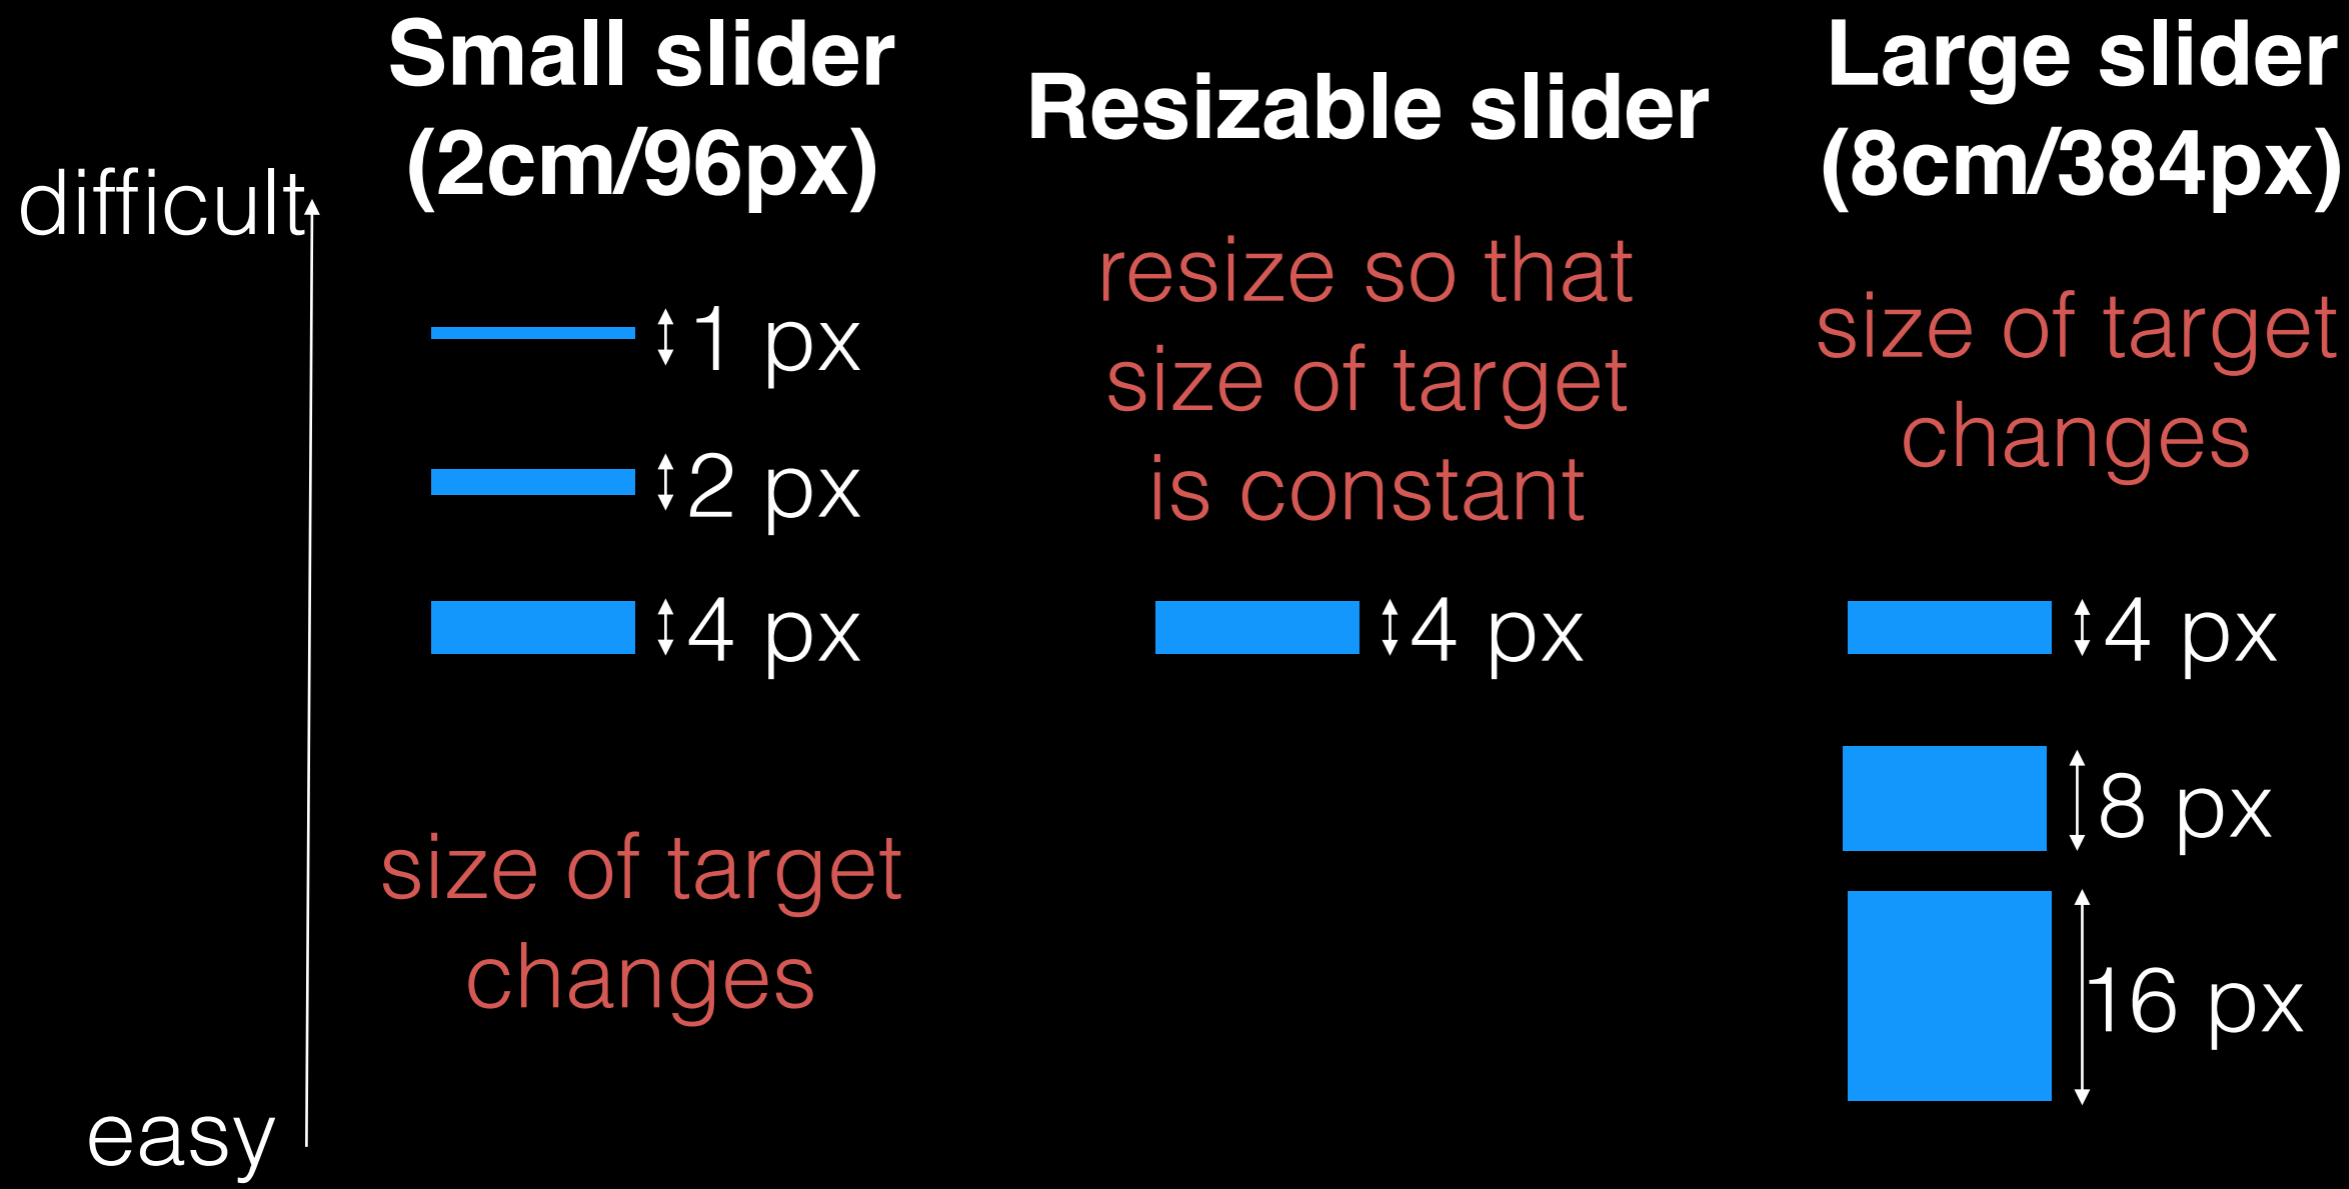 Small slider
(2cm/96px)
Resizable slider
Large slider
(8cm/384px)
difficult
easy
1 px
2 px
4 px
size of target
changes
resize so that
size of target
is constant
4 px
size of target
changes
4 px
8 px
16 px